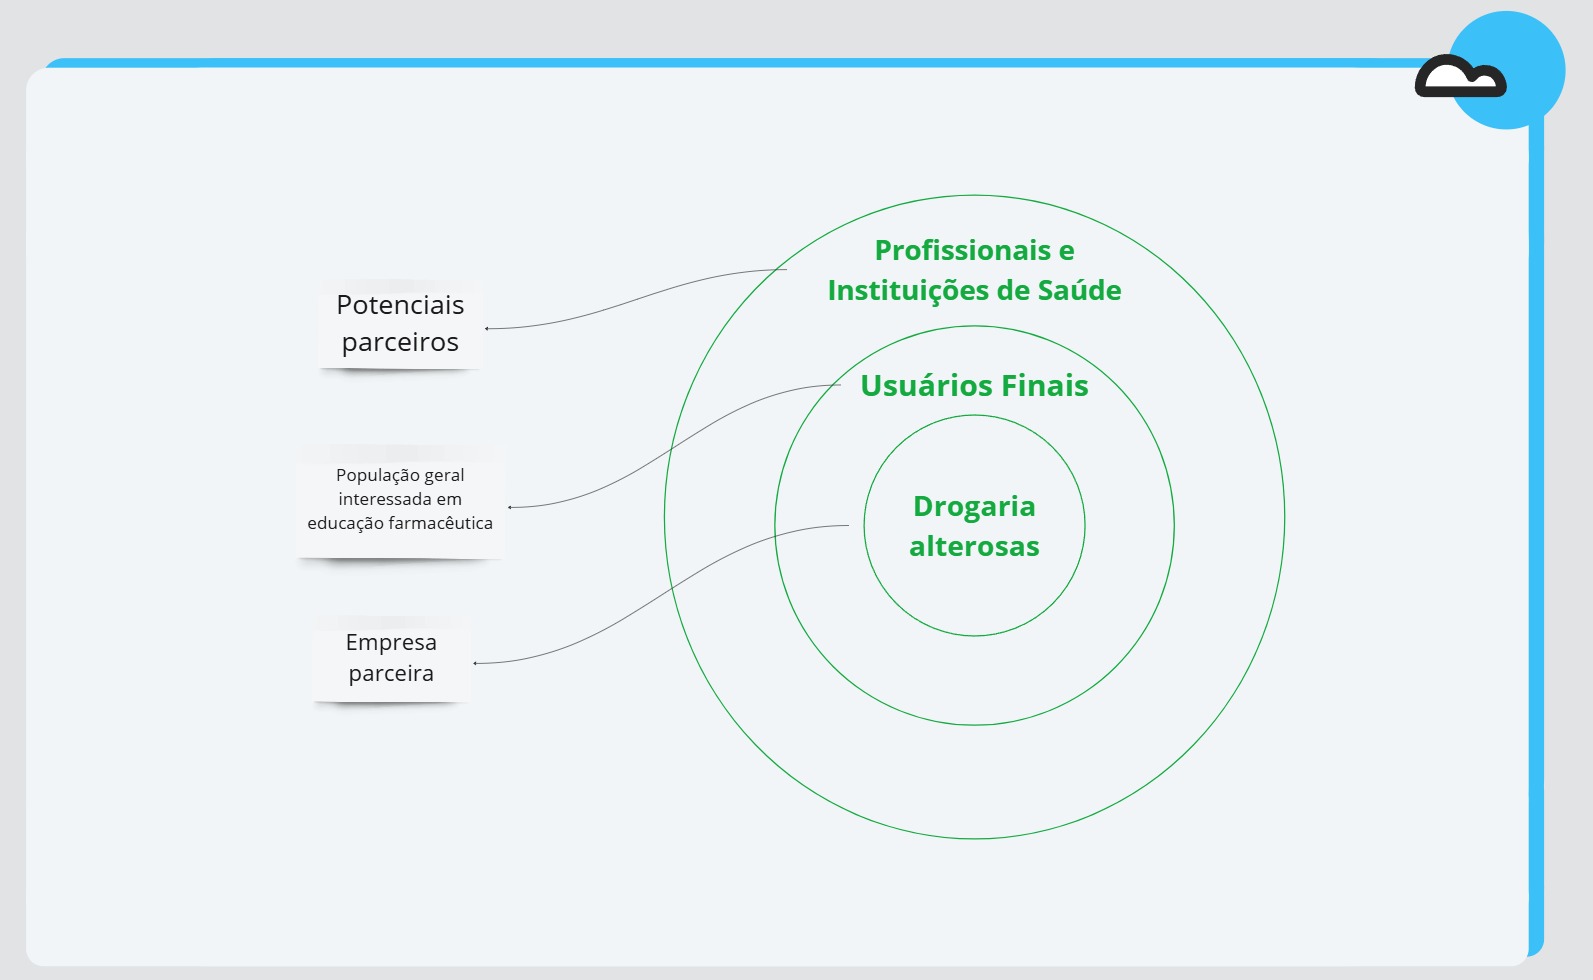 Profissionais e
Instituições de Saúde
Potenciais
parceiros
Usuários Finais
População geral
interessada em
educação farmacêutica
Drogaria
alterosas
Empresa
parceira